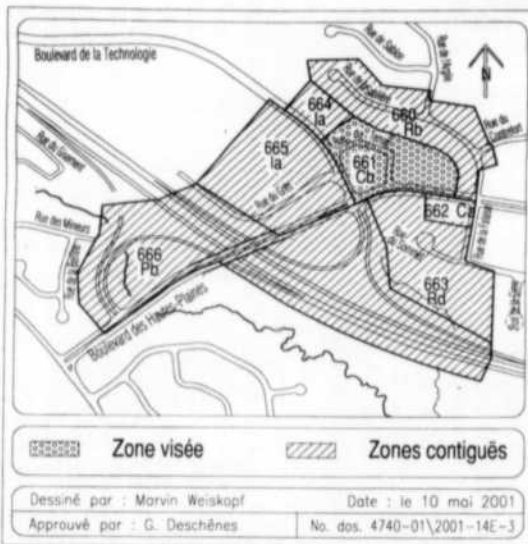 Boulevard de la Technologie
N
664
Ia
660
Rb
665
Ia
661
Cb
662 Ca
663
Rd
666
Pb
Rue des Mineurs
Boulevard des Hautes-Plaines
Zone visée
Zones contiguës
Dessiné par : Marvin Weiskopf
Date : le 10 mai 2001
Approuvé par : G. Deschênes
No. dos. 4740-01\2001-14E-3